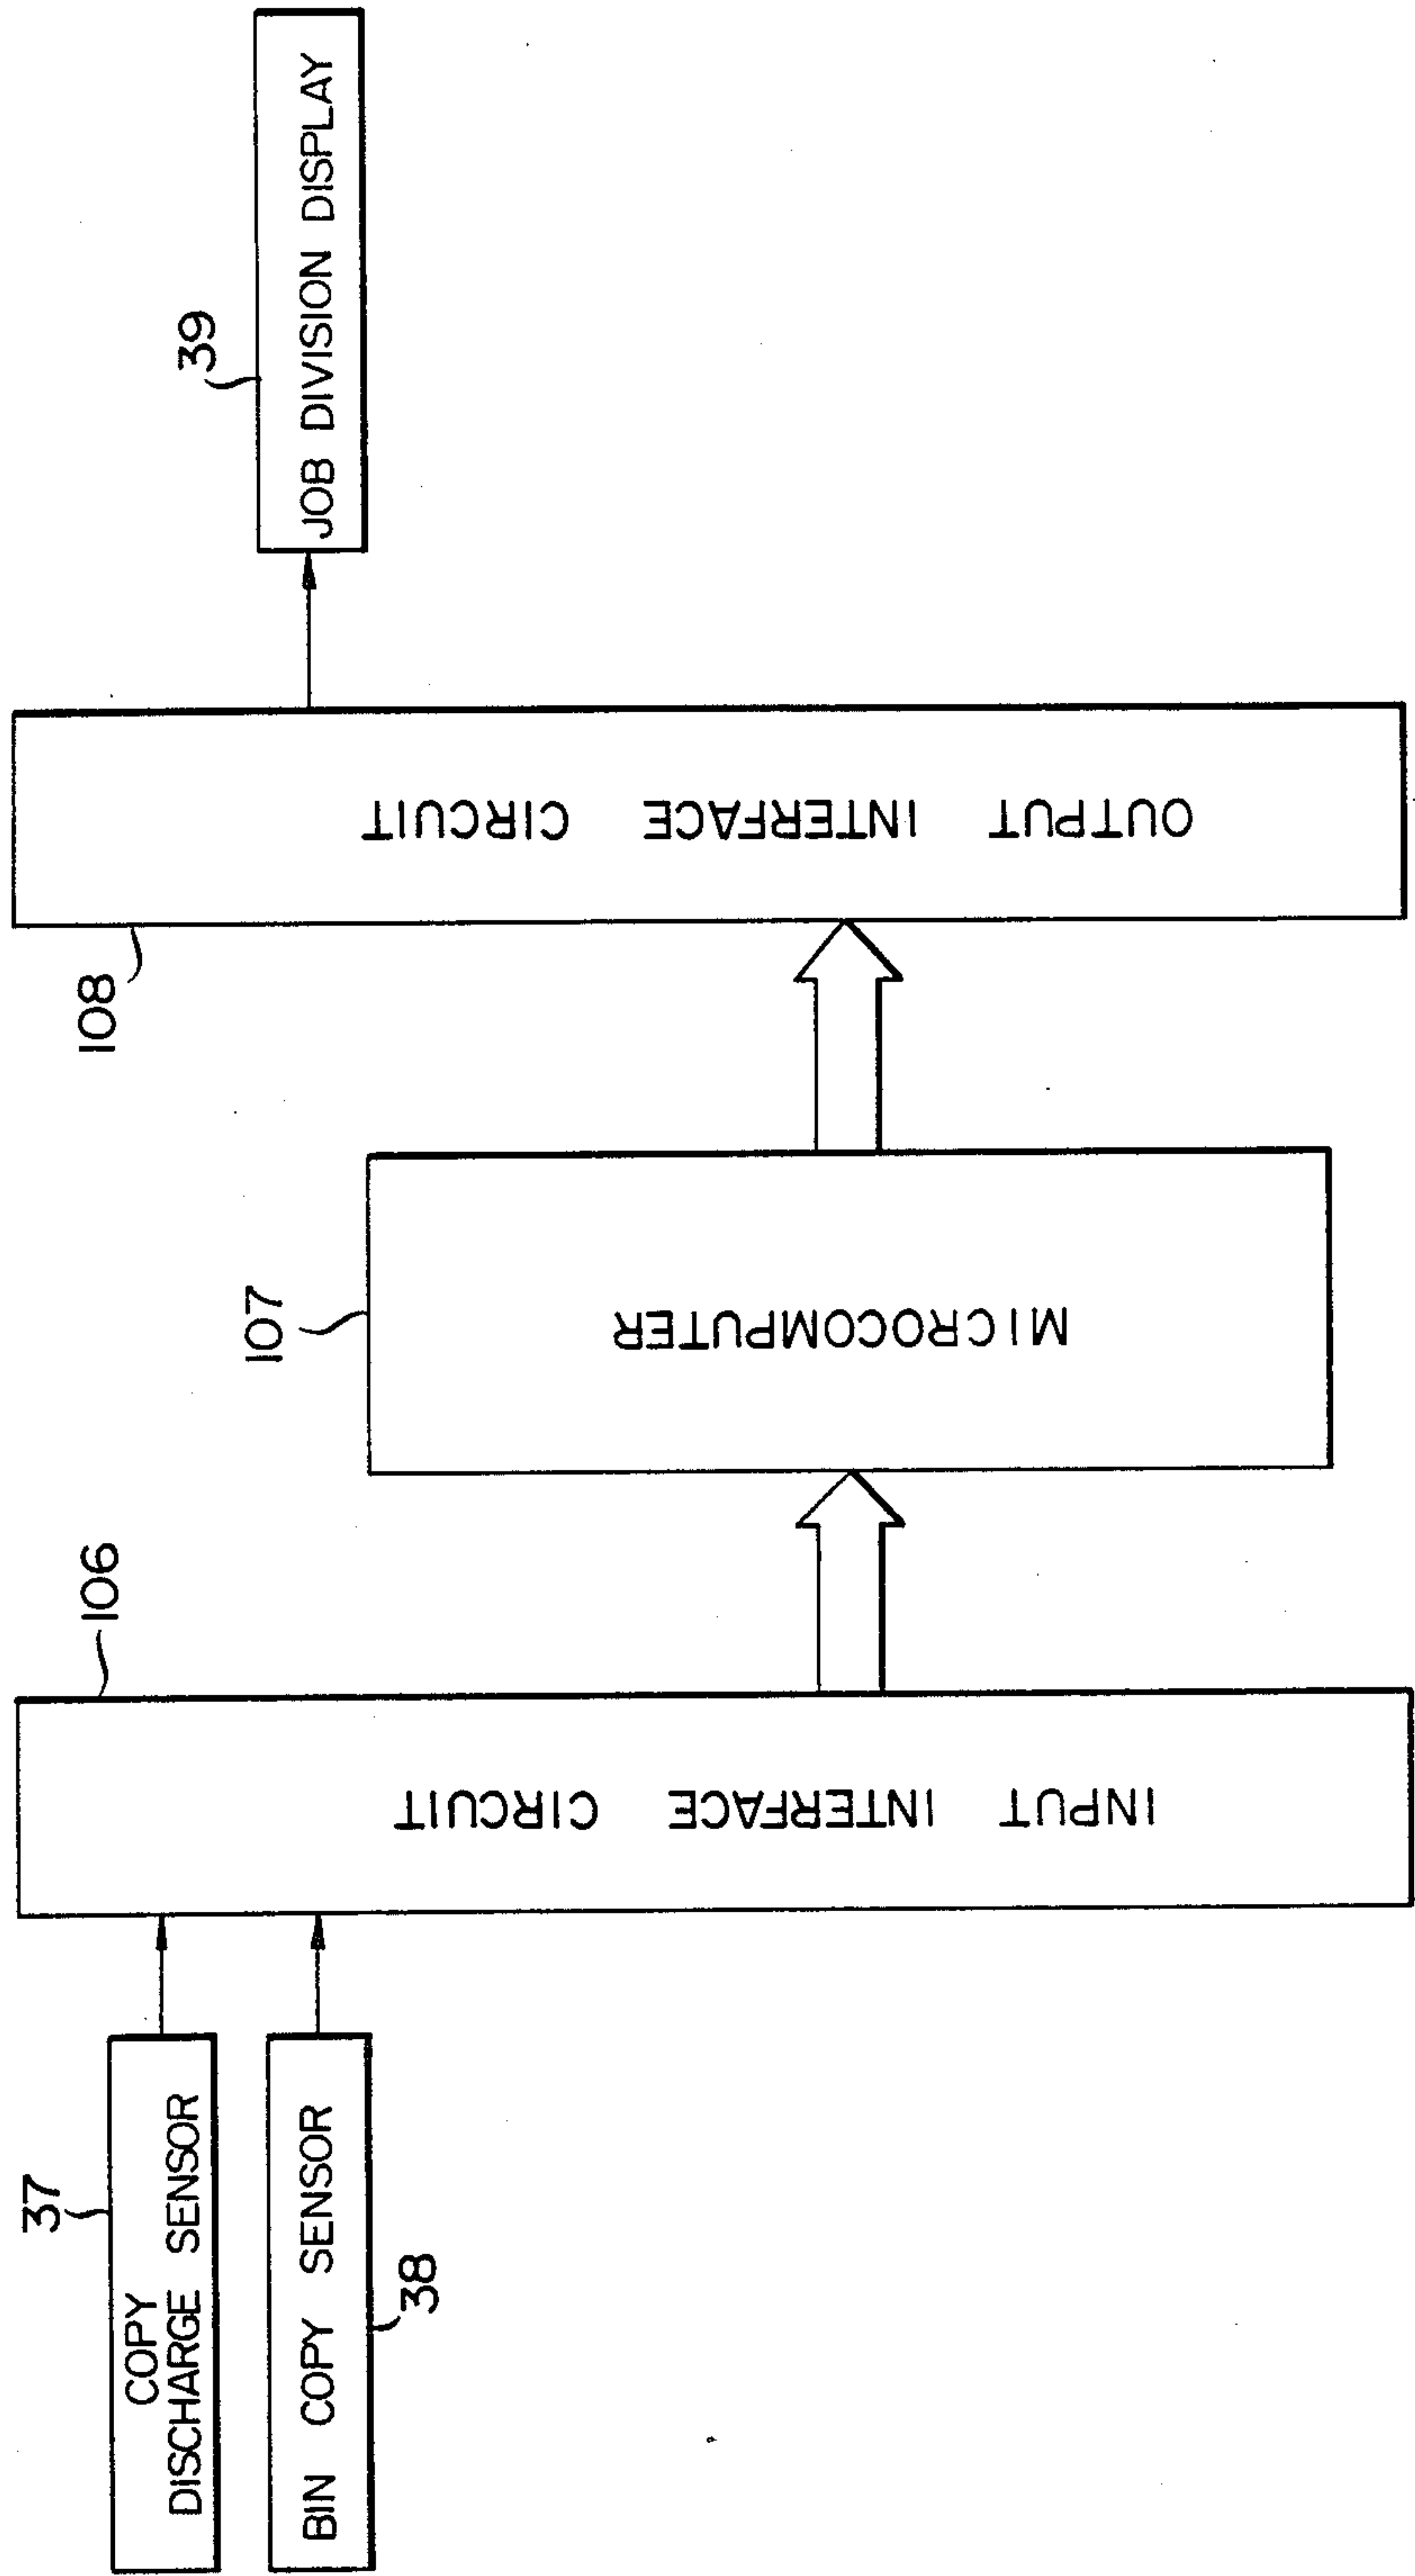 37
COPY
DISCHARGE SENSOR
BIN COPY SENSOR
38
106
INPUT INTERFACE CIRCUIT
107
MICROCOMPUTER
108
OUTPUT INTERFACE CIRCUIT
39
JOB DIVISION DISPLAY